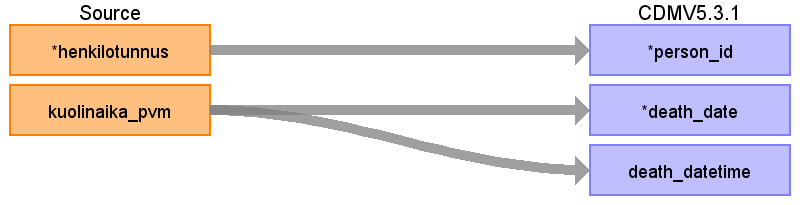 Source
CDMV5.3.1
*henkilotunnus
*person_id
kuolinaika_pvm
*death_date
death_datetime